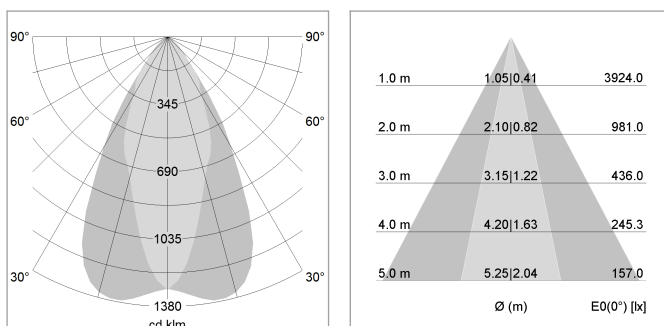 90° 90°
345
60° 60°
690
1035
30° 30°
1380
cd klm
1.0 m 1.05|0.41 3924.0
2.0 m 2.10|0.82 981.0
3.0 m 3.15|1.22 436.0
4.0 m 4.20|1.63 245.3
5.0 m 5.25|2.04 157.0
Ø (m) E0(0°) [lx]